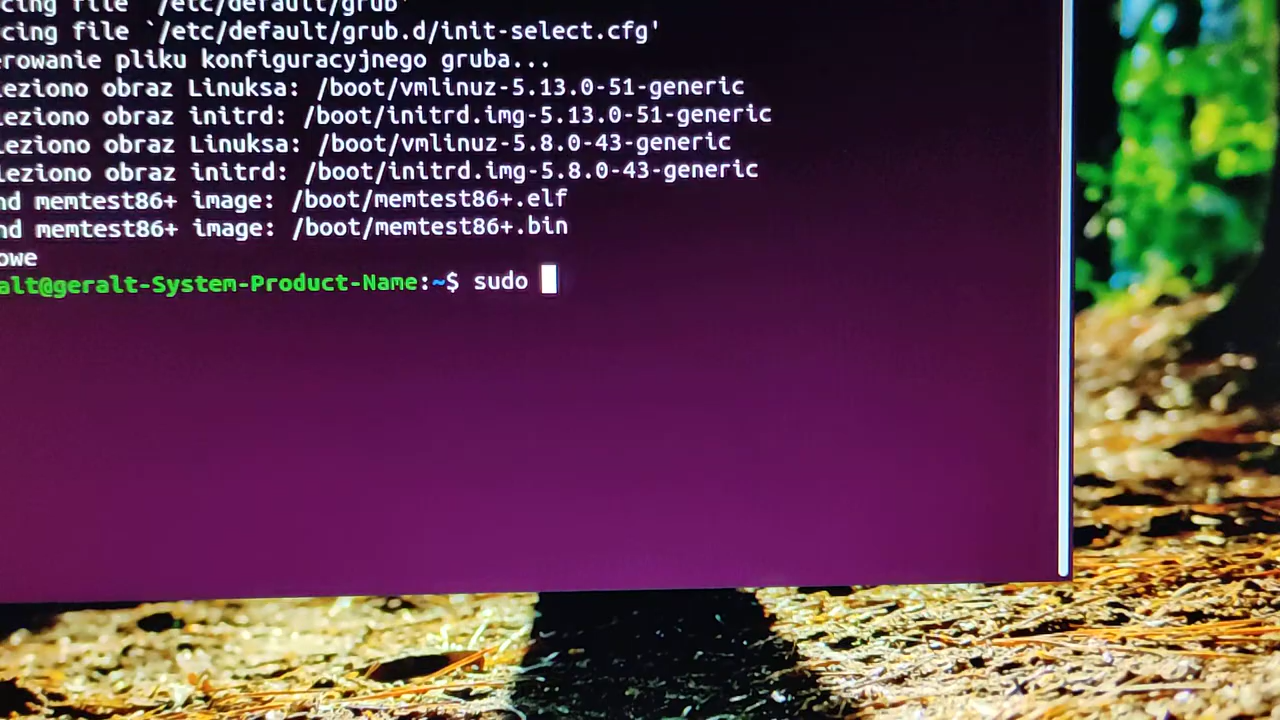 cing file `/etc/default/grub'
cing file `/etc/default/grub.d/init-select.cfg'
erowanie pliku konfiguracyjnego gruba...
leziono obraz Linuksa: /boot/vmlinuz-5.13.0-51-generic
leziono obraz initrd: /boot/initrd.img-5.13.0-51-generic
leziono obraz Linuksa: /boot/vmlinuz-5.8.0-43-generic
leziono obraz initrd: /boot/initrd.img-5.8.0-43-generic
nd memtest86+ image: /boot/memtest86+.elf
nd memtest86+ image: /boot/memtest86+.bin
owe
alt@geralt-System-Product-Name:~$ sudo